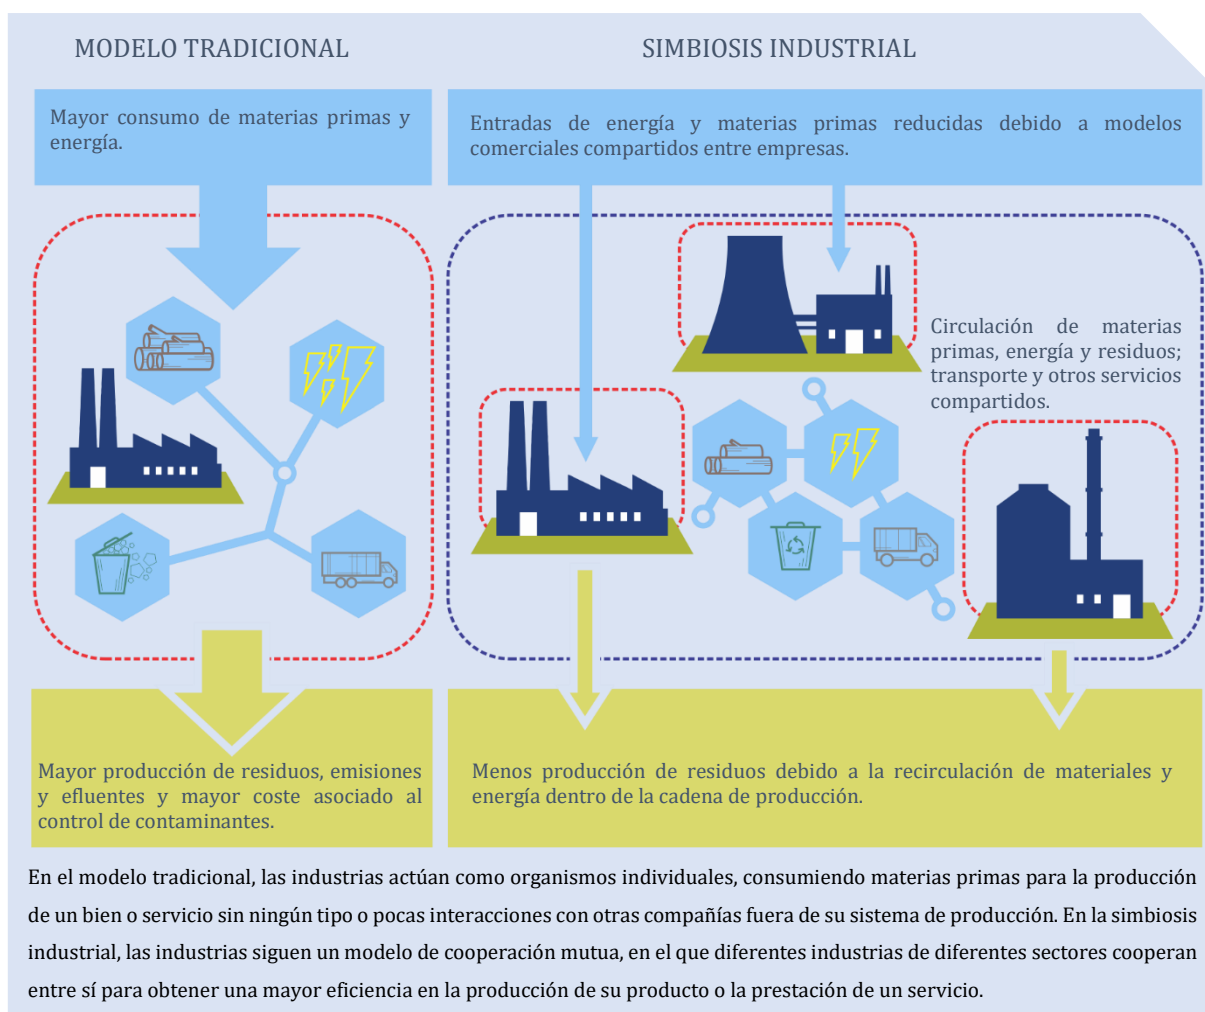 MODELO TRADICIONAL
SIMBIOSIS INDUSTRIAL
Mayor consumo de materias primas y
energía.
Entradas de energía y materias primas reducidas debido a modelos
comerciales compartidos entre empresas.
Circulación de materias
primas, energía y residuos;
transporte y otros servicios
compartidos.
Mayor producción de residuos, emisiones
y efluentes y mayor coste asociado al
control de contaminantes.
Menos producción de residuos debido a la recirculación de materiales y
energía dentro de la cadena de producción.
En el modelo tradicional, las industrias actúan como organismos individuales, consumiendo materias primas para la producción
de un bien o servicio sin ningún tipo o pocas interacciones con otras compañías fuera de su sistema de producción. En la simbiosis
industrial, las industrias siguen un modelo de cooperación mutua, en el que diferentes industrias de diferentes sectores cooperan
entre sí para obtener una mayor eficiencia en la producción de su producto o la prestación de un servicio.